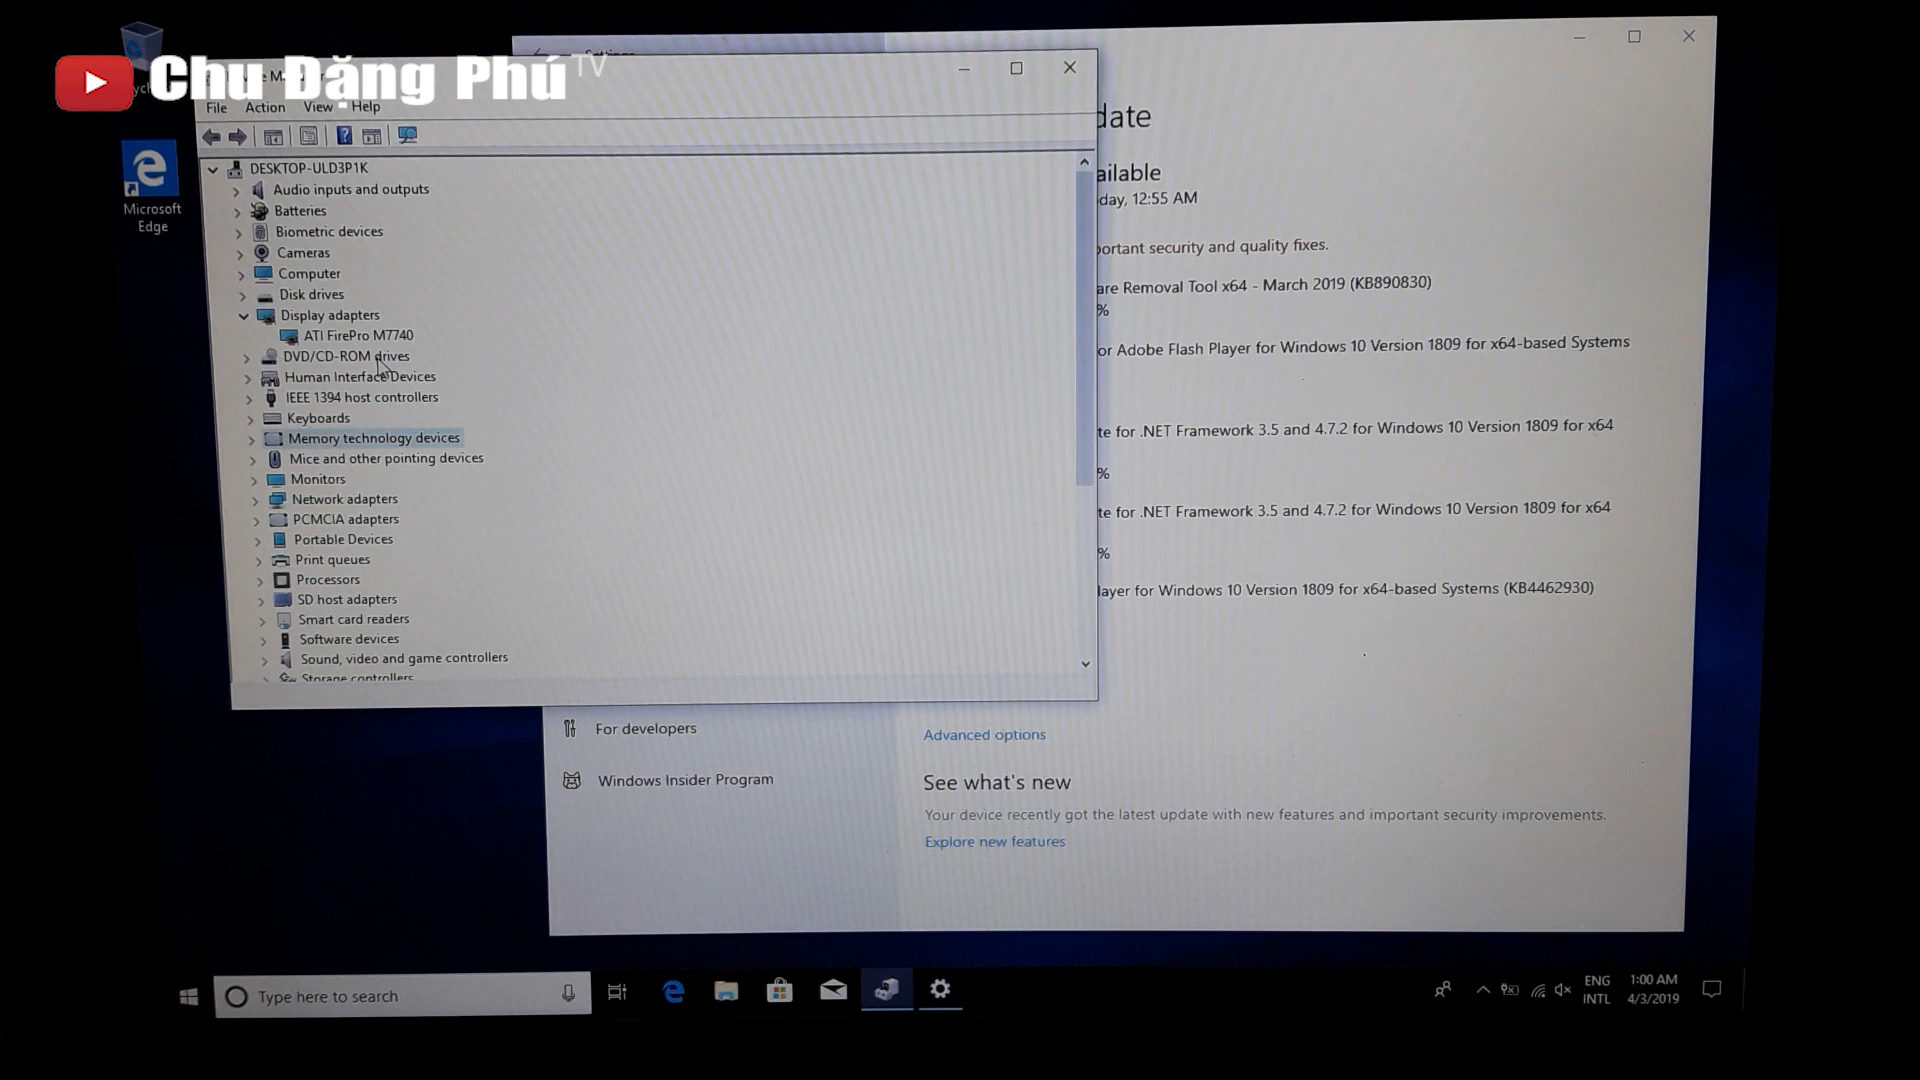 Chu Đặng Phú TV
File Action View Help
DESKTOP-ULD3P1K
Audio inputs and outputs
Batteries
Biometric devices
Cameras
Computer
Disk drives
Display adapters
ATI FirePro M7740
DVD/CD-ROM drives
Human Interface Devices
IEEE 1394 host controllers
Keyboards
Memory technology devices
Mice and other pointing devices
Monitors
Network adapters
PCMCIA adapters
Portable Devices
Print queues
Processors
SD host adapters
Smart card readers
Software devices
Sound, video and game controllers
Storage controllers
Microsoft
Edge
date
ailable
day, 12:55 AM
portant security and quality fixes.
are Removal Tool x64 - March 2019 (KB890830)
%
or Adobe Flash Player for Windows 10 Version 1809 for x64-based Systems
te for .NET Framework 3.5 and 4.7.2 for Windows 10 Version 1809 for x64
%
te for .NET Framework 3.5 and 4.7.2 for Windows 10 Version 1809 for x64
%
layer for Windows 10 Version 1809 for x64-based Systems (KB4462930)
For developers
Windows Insider Program
Advanced options
See what's new
Your device recently got the latest update with new features and important security improvements.
Explore new features
Type here to search
ENG
INTL
1:00 AM
4/3/2019